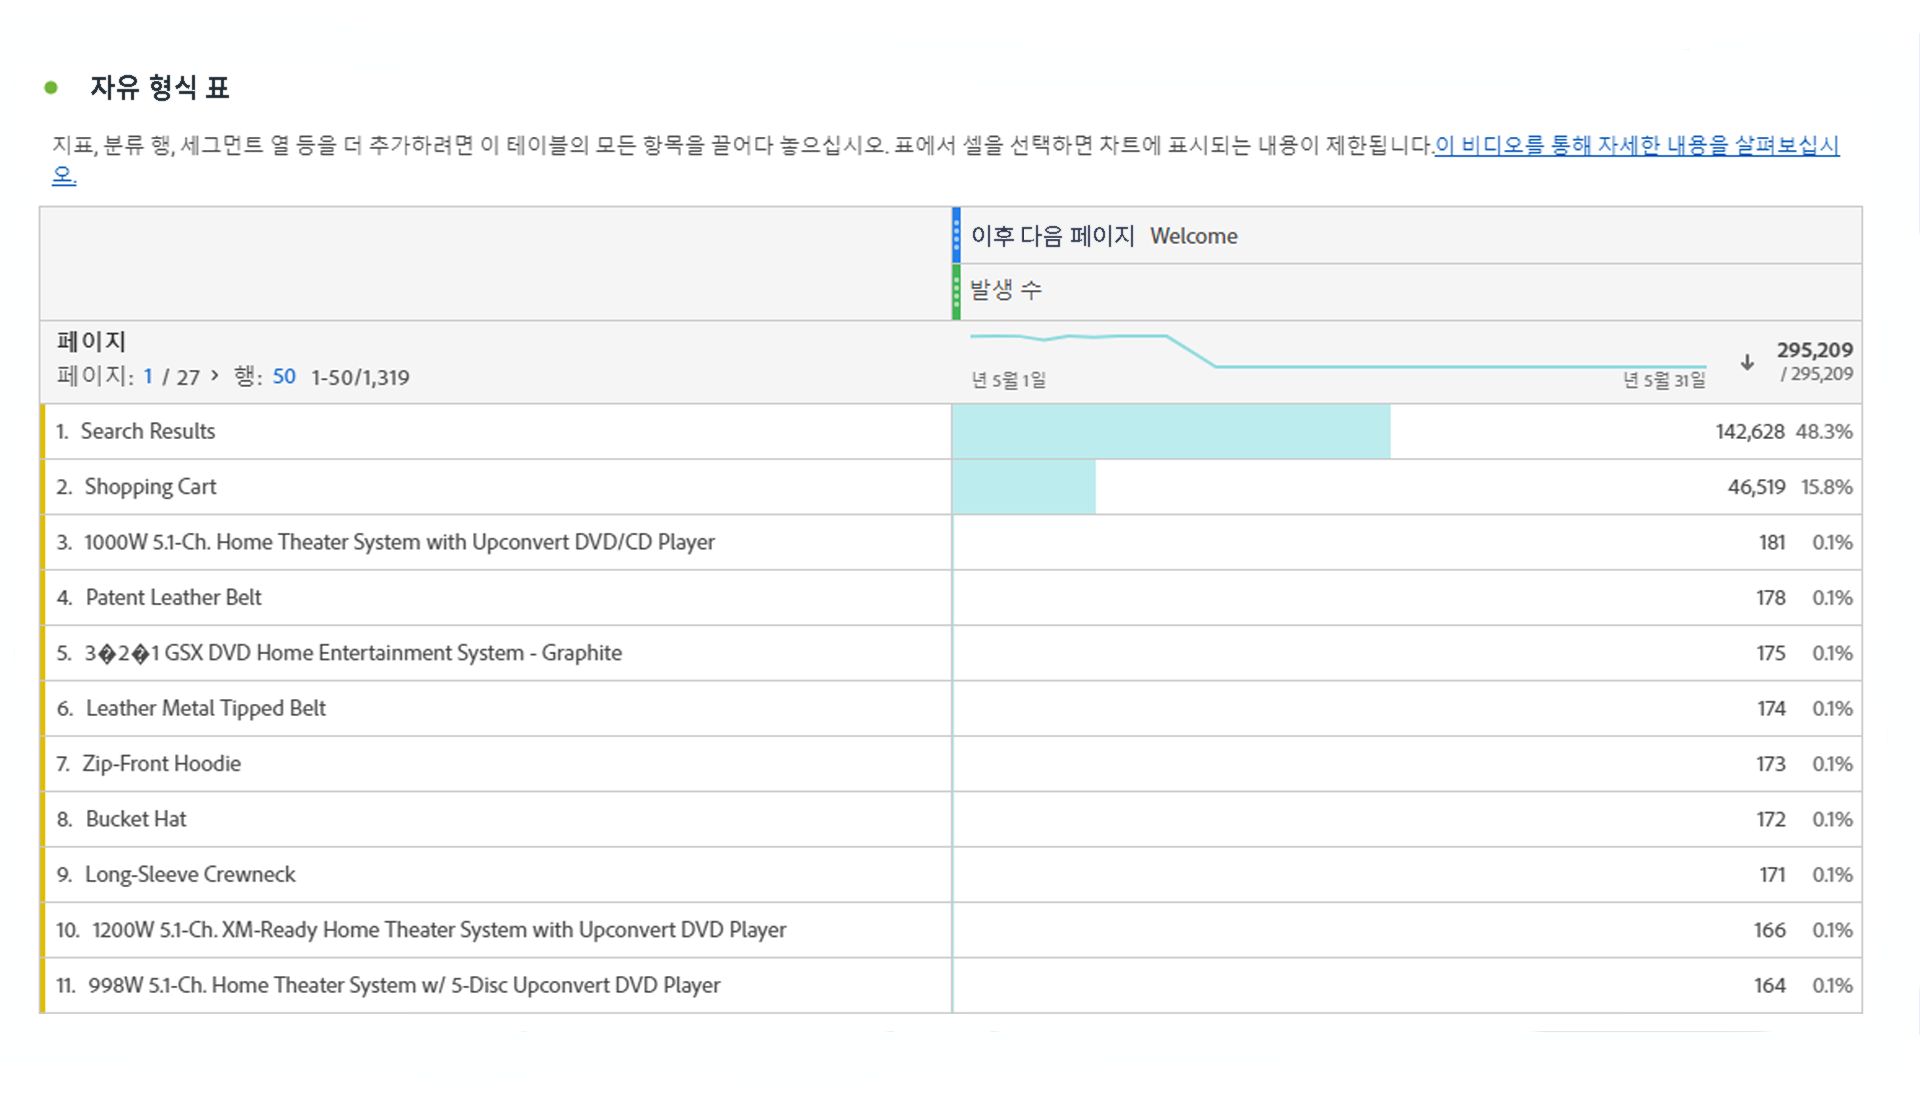 자유 형식 표
지표, 분류 행, 세그먼트 열 등을 더 추가하려면 이 테이블의 모든 항목을 끌어다 놓으십시오. 표에서 셀을 선택하면 차트에 표시되는 내용이 제한됩니다.이 비디오를 통해 자세한 내용을 살펴보십시
오.
이후 다음 페이지 Welcome
발생 수
페이지
페이지: 1 / 27 > 행: 50 1-50/1,319
년 5월 1일 년 5월 31일
↓ 295,209
/ 295,209
1. Search Results 142,628 48.3%
2. Shopping Cart 46,519 15.8%
3. 1000W 5.1-Ch. Home Theater System with Upconvert DVD/CD Player 181 0.1%
4. Patent Leather Belt 178 0.1%
5. 3�2�1 GSX DVD Home Entertainment System - Graphite 175 0.1%
6. Leather Metal Tipped Belt 174 0.1%
7. Zip-Front Hoodie 173 0.1%
8. Bucket Hat 172 0.1%
9. Long-Sleeve Crewneck 171 0.1%
10. 1200W 5.1-Ch. XM-Ready Home Theater System with Upconvert DVD Player 166 0.1%
11. 998W 5.1-Ch. Home Theater System w/ 5-Disc Upconvert DVD Player 164 0.1%